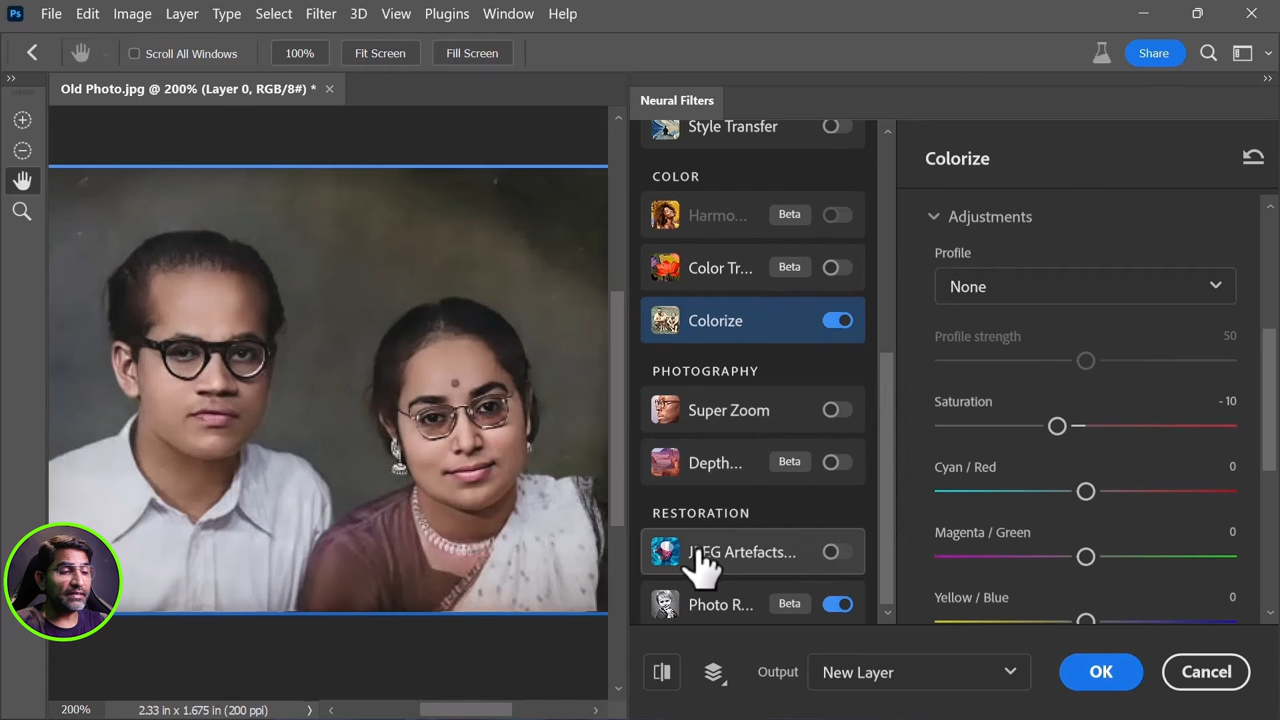 Ps File Edit Image Layer Type Select Filter 3D View Plugins Window Help
Scroll All Windows 100% Fit Screen Fill Screen Share
Old Photo.jpg @ 200% (Layer 0, RGB/8#) *
Neural Filters
Style Transfer
COLOR
Harmo... Beta
Color Tr... Beta
Colorize
PHOTOGRAPHY
Super Zoom
Depth... Beta
RESTORATION
Artefacts...
Photo R... Beta
Colorize
Adjustments
Profile
None
Profile strength 50
Saturation -10
Cyan / Red 0
Magenta / Green 0
Yellow / Blue 0
Output New Layer OK Cancel
200% 2.33 in x 1.675 in (200 ppi)